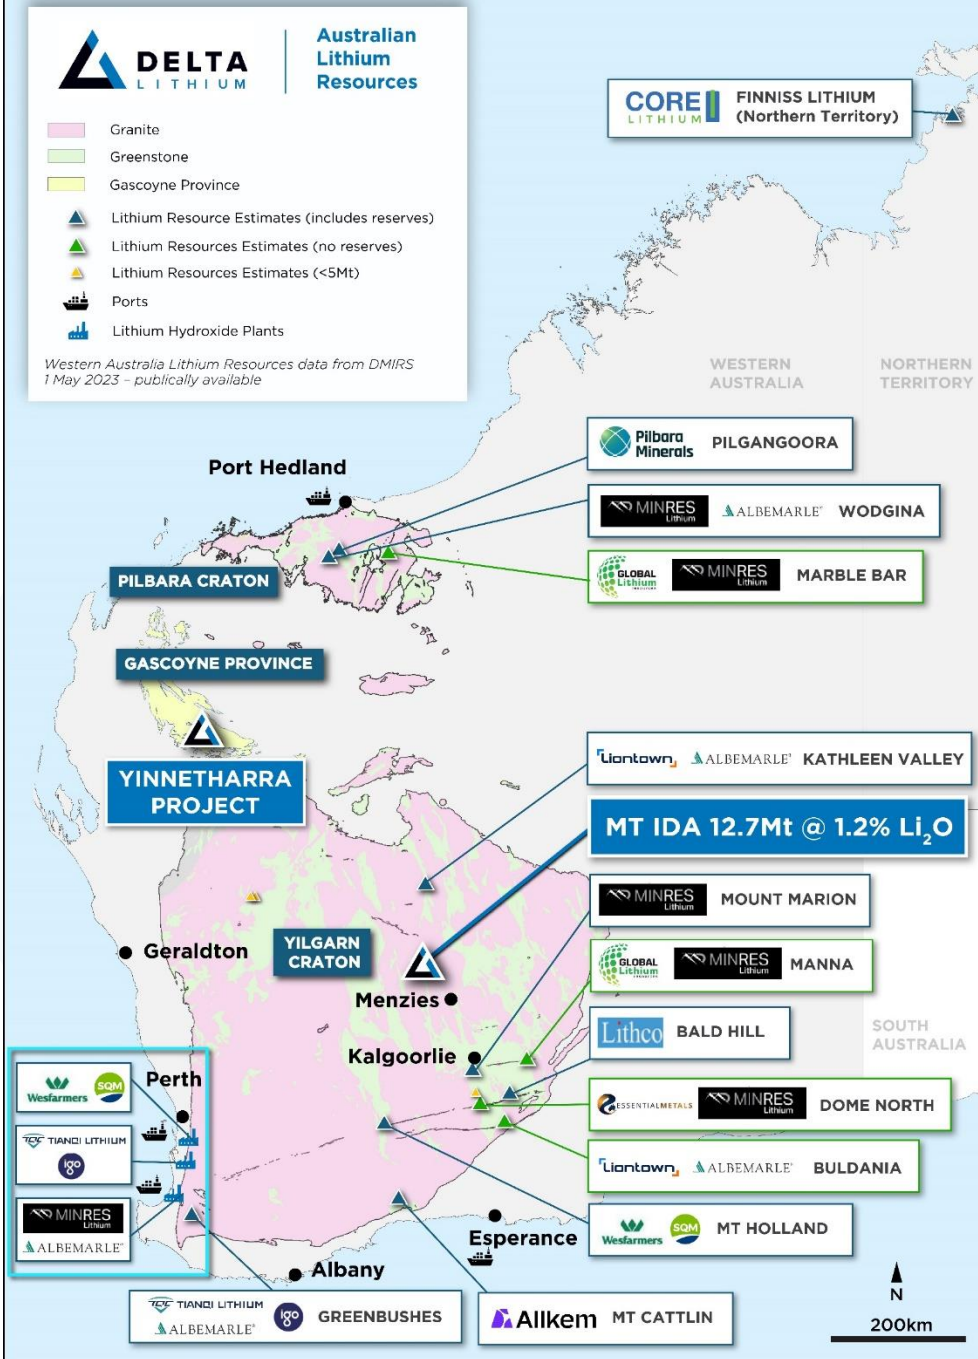 DELTA
LITHIUM
Australian
Lithium
Resources
Granite
Greenstone
Gascoyne Province
Lithium Resource Estimates (includes reserves)
Lithium Resources Estimates (no reserves)
Lithium Resources Estimates (<5Mt)
Ports
Lithium Hydroxide Plants
Western Australia Lithium Resources data from DMIRS
1 May 2023 – publically available
CORE
LITHIUM
FINNISS LITHIUM
(Northern Territory)
WESTERN
AUSTRALIA
NORTHERN
TERRITORY
Pilbara
Minerals
PILGANGOORA
Port Hedland
MINRES
Lithium
ALBEMARLE
WODGINA
PILBARA CRATON
GLOBAL
Lithium
MINRES
Lithium
MARBLE BAR
GASCOYNE PROVINCE
YINNETHARRA
PROJECT
Liontown
ALBEMARLE
KATHLEEN VALLEY
MT IDA 12.7Mt @ 1.2% Li₂O
MINRES
Lithium
MOUNT MARION
YILGARN
CRATON
Geraldton
GLOBAL
Lithium
MINRES
Lithium
MANNA
Menzies
Lithco
BALD HILL
SOUTH
AUSTRALIA
Kalgoorlie
Wesfarmers
SQM
Perth
ESSENTIALMETALS
MINRES
Lithium
DOME NORTH
TLC TIANQI LITHIUM
igo
Liontown
ALBEMARLE
BULDANIA
MINRES
Lithium
ALBEMARLE
Wesfarmers
SQM
MT HOLLAND
Esperance
Albany
TLC TIANQI LITHIUM
ALBEMARLE
igo
GREENBUSHES
Allkem
MT CATTLIN
N
200km